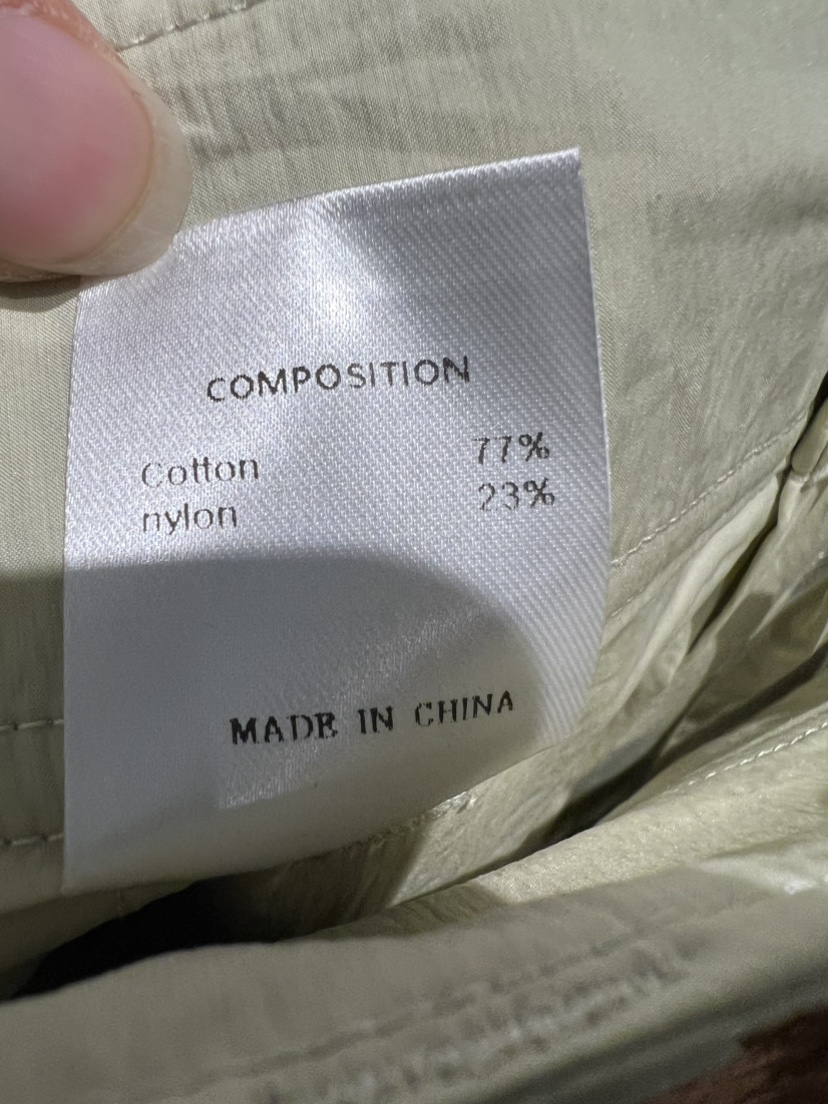 COMPOSITION
Cotton 77%
nylon 23%
MADE IN CHINA